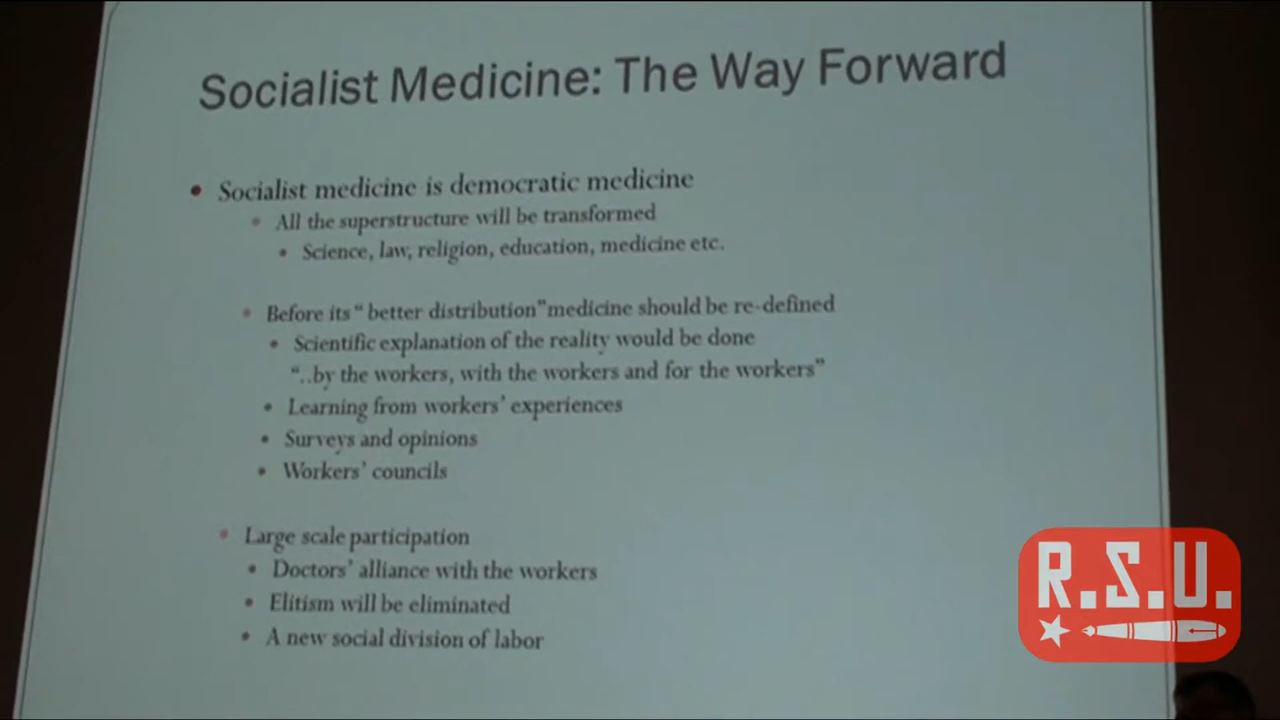 Socialist Medicine: The Way Forward
Socialist medicine is democratic medicine
All the superstructure will be transformed
Science, law, religion, education, medicine etc.
Before its “ better distribution” medicine should be re-defined
Scientific explanation of the reality would be done
“..by the workers, with the workers and for the workers”
Learning from workers’ experiences
Surveys and opinions
Workers’ councils
Large scale participation
Doctors’ alliance with the workers
Elitism will be eliminated
A new social division of labor
R.S.U.